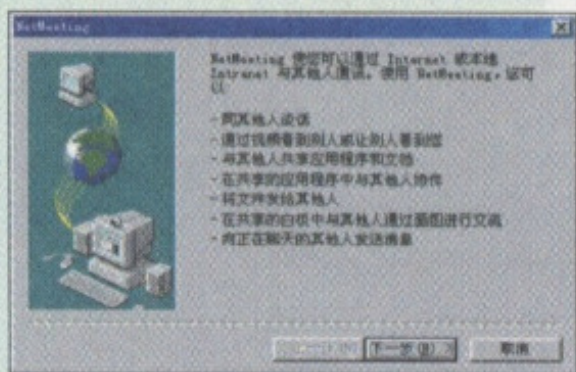 NetMeeting
NetMeeting 使您可以通过 Internet 或本地
Intranet 与其他人通话。使用 NetMeeting，您可
以
- 同其他人谈话
- 通过视频看到别人或让别人看到您
- 与其他人共享应用程序和文档
- 在共享的应用程序中与其他人协作
- 将文件发给其他人
- 在共享的白板中与其他人通过画图进行交流
- 向正在聊天的其他人发送消息
下一步(N) >
取消